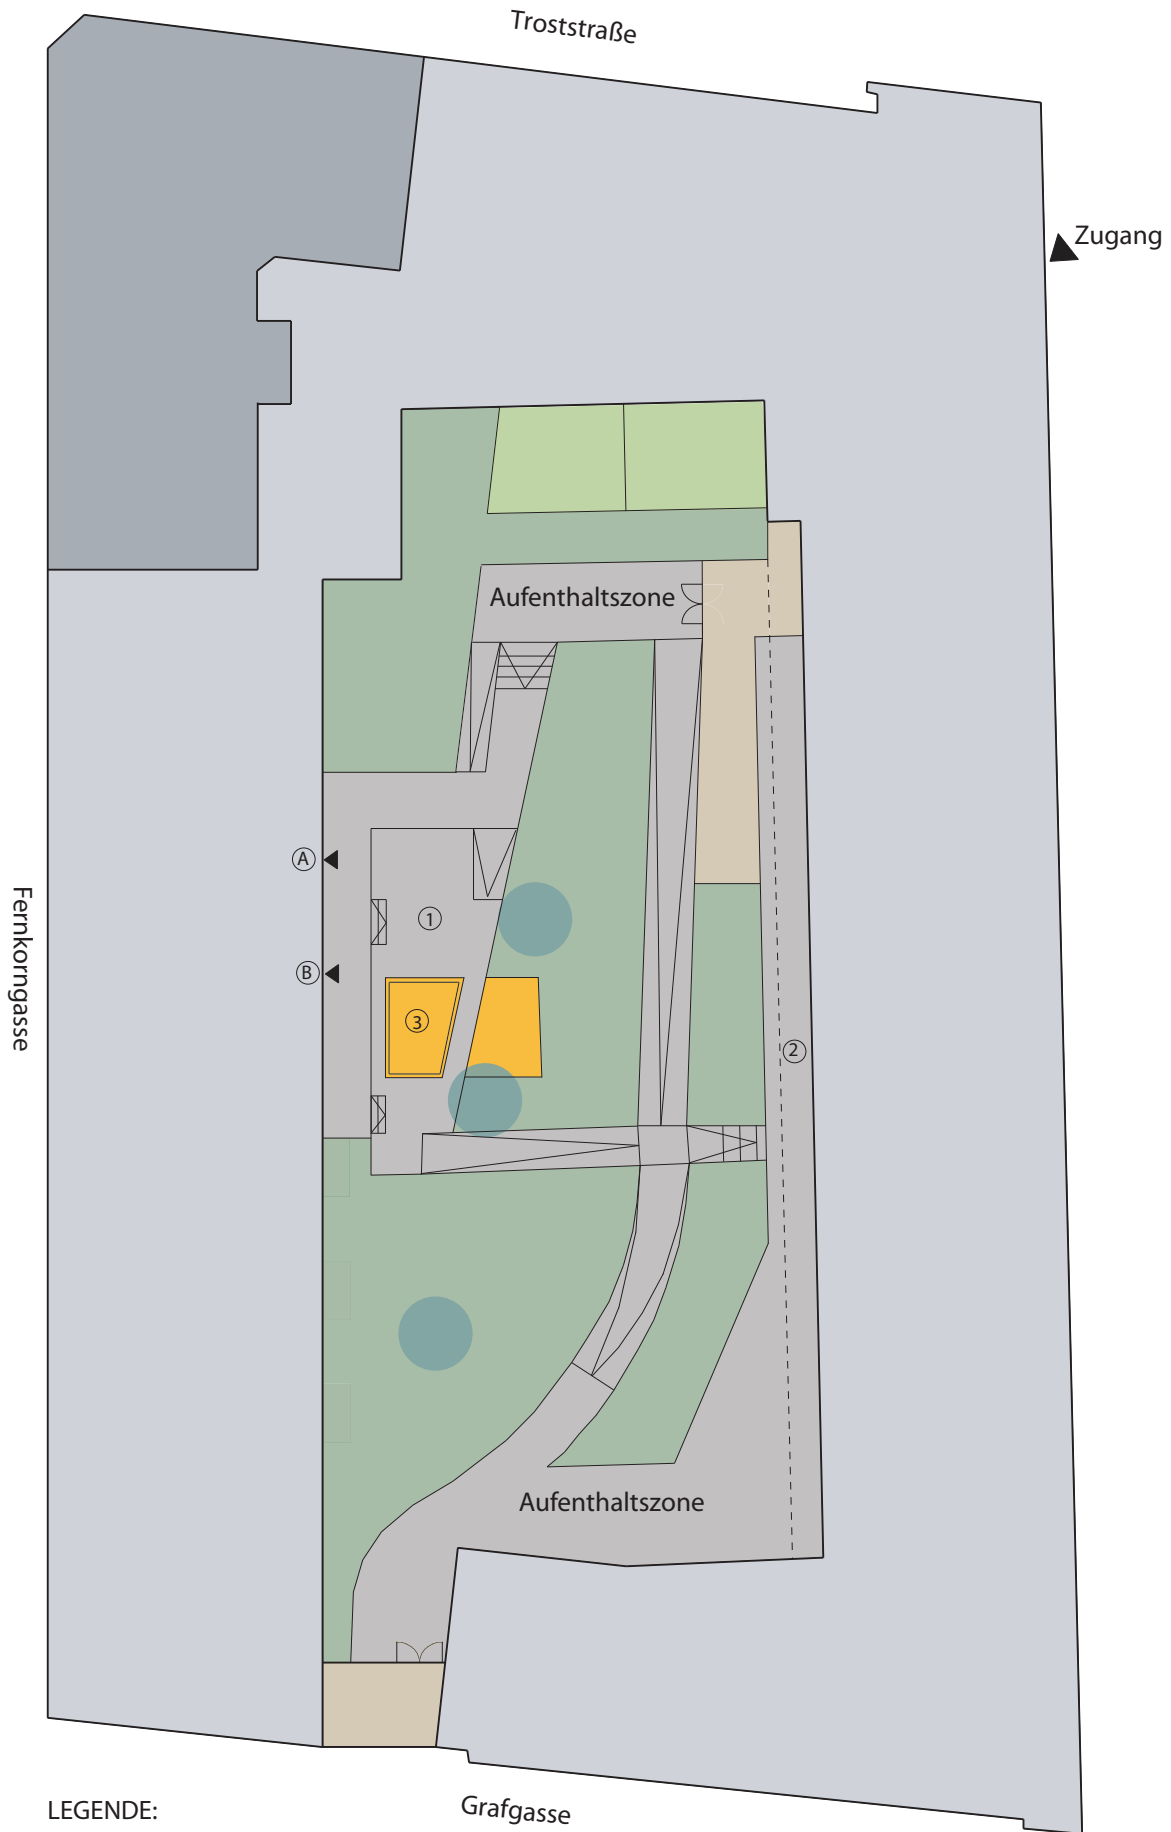 Troststraße
Zugang
Aufenthaltszone
A
1
B
3
Fernkorngasse
2
Aufenthaltszone
LEGENDE:
Grafgasse